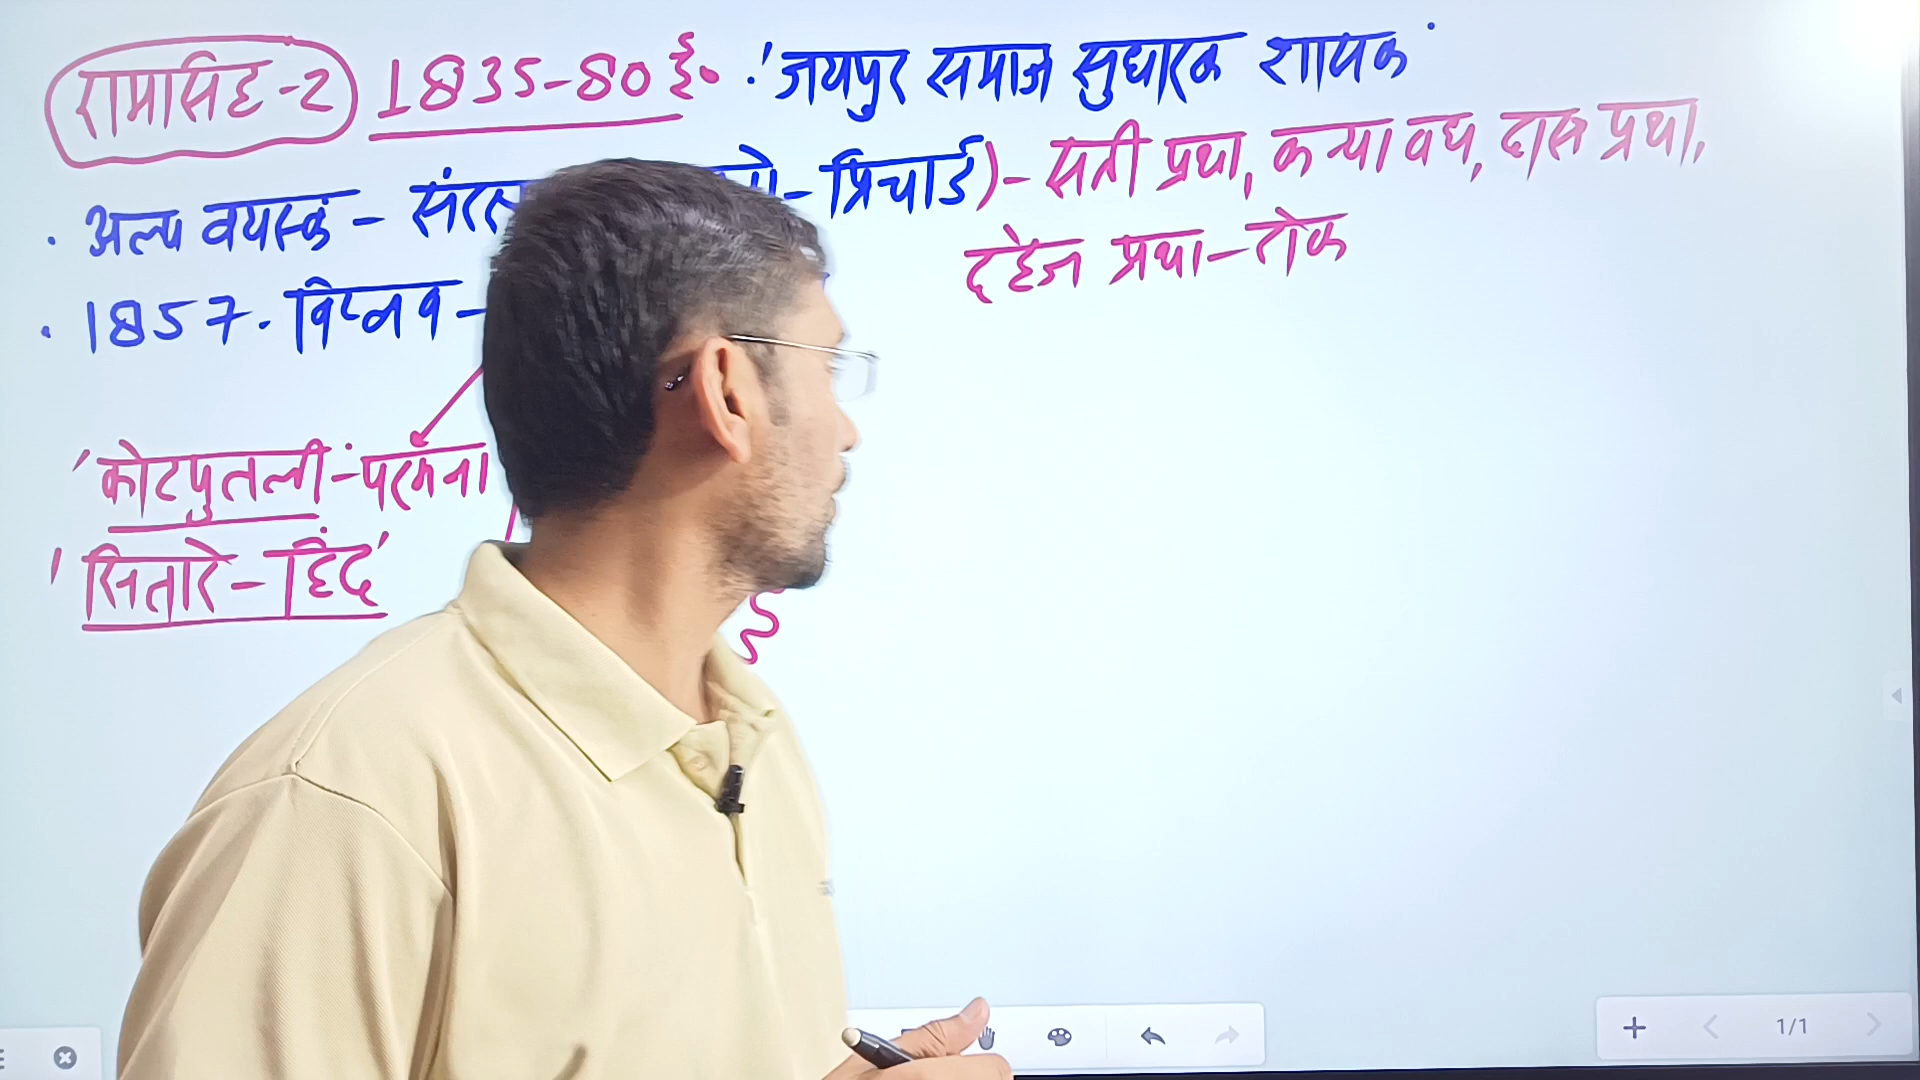 रामसिंह-2 1835-80 ई० · 'जयपुर समाज सुधारक शासक'
· अल्प वयस्क - - प्रिचार्ड) - सती प्रथा, कन्या वध, दास प्रथा,
दहेज प्रथा - रोक
· 1857. विप्लव -
'कोटपुतली - परगना
'सितारे - हिंद'
1/1